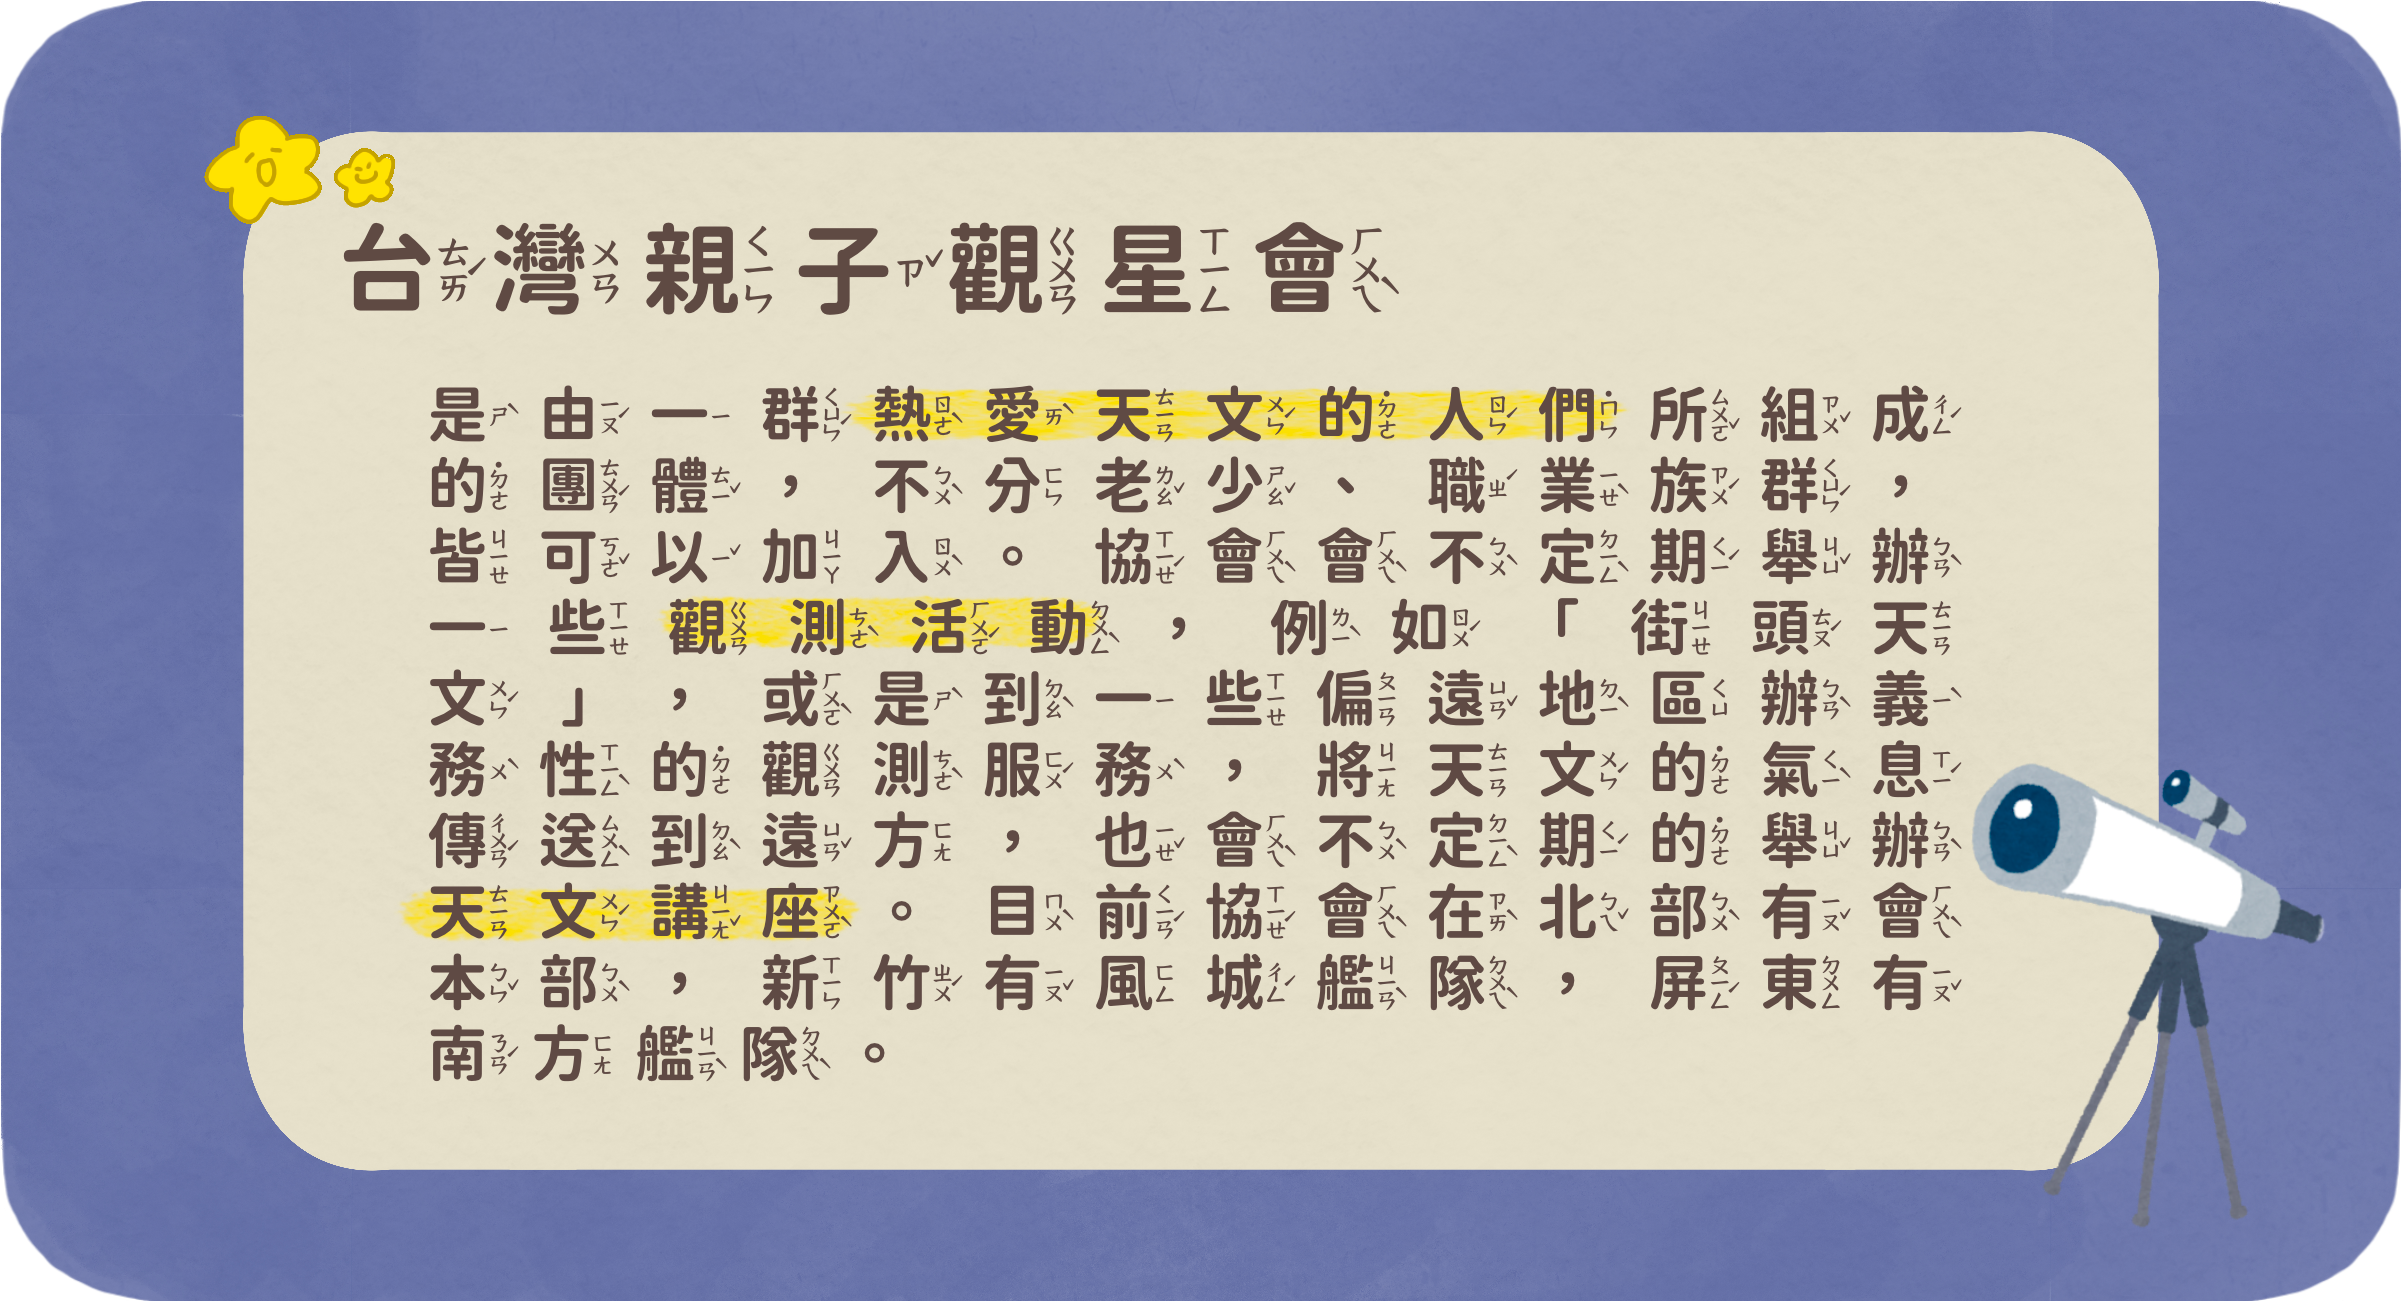 台灣親子觀星會
是由一群熱愛天文的人們所組成
的團體，不分老少、職業族群，
皆可以加入。協會會不定期舉辦
一些觀測活動，例如「街頭天
文」，或是到一些偏遠地區辦義
務性的觀測服務，將天文的氣息
傳送到遠方，也會不定期的舉辦
天文講座。目前協會在北部有會
本部，新竹有風城艦隊，屏東有
南方艦隊。